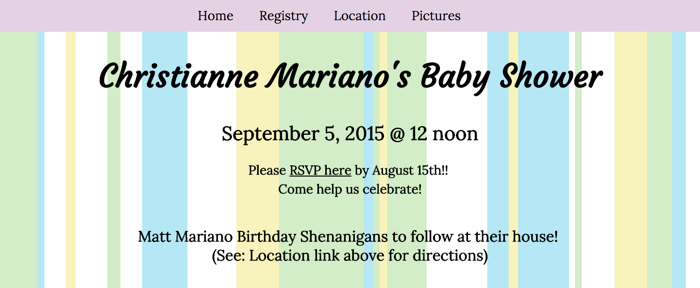 Home Registry Location Pictures
Christianne Mariano's Baby Shower
September 5, 2015 @ 12 noon
Please RSVP here by August 15th!!
Come help us celebrate!
Matt Mariano Birthday Shenanigans to follow at their house!
(See: Location link above for directions)